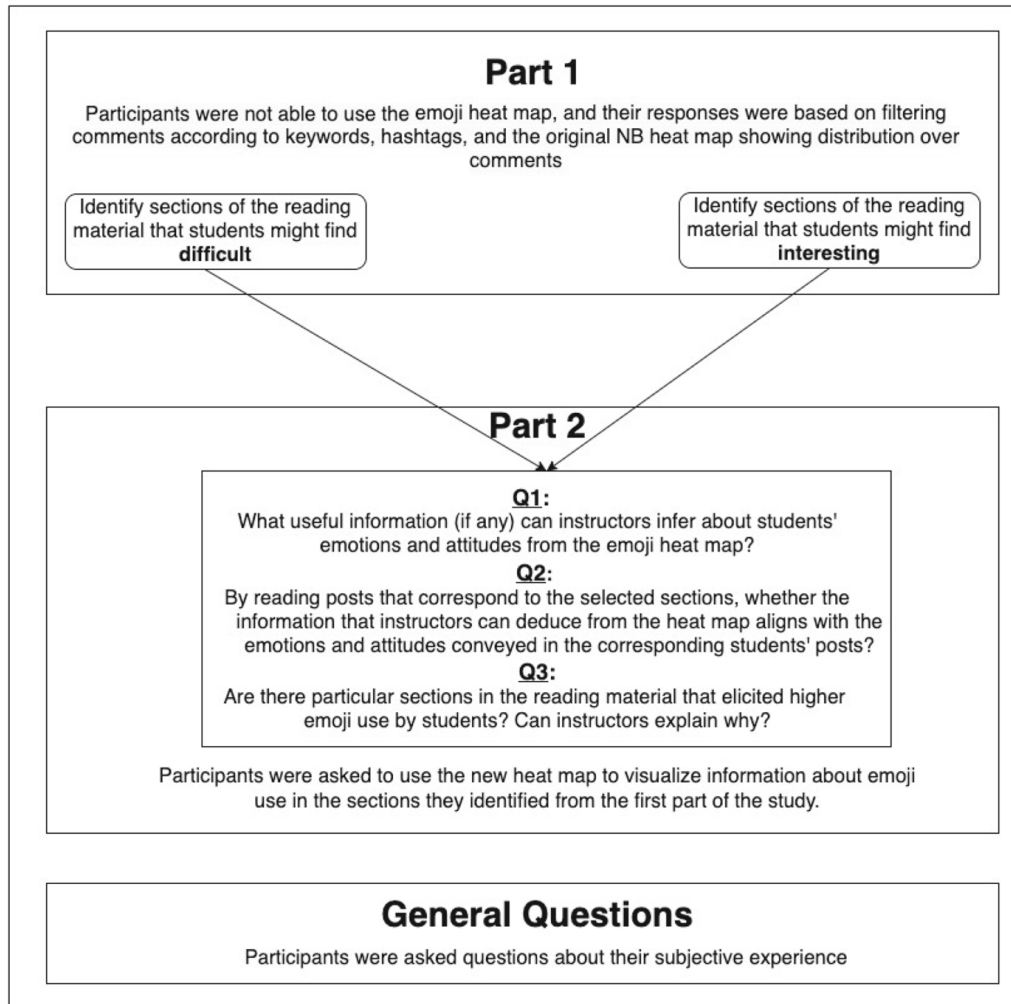 Part 1
Participants were not able to use the emoji heat map, and their responses were based on filtering
comments according to keywords, hashtags, and the original NB heat map showing distribution over
comments
Identify sections of the reading
material that students might find
difficult
Identify sections of the reading
material that students might find
interesting
Part 2
Q1:
What useful information (if any) can instructors infer about students'
emotions and attitudes from the emoji heat map?
Q2:
By reading posts that correspond to the selected sections, whether the
information that instructors can deduce from the heat map aligns with the
emotions and attitudes conveyed in the corresponding students' posts?
Q3:
Are there particular sections in the reading material that elicited higher
emoji use by students? Can instructors explain why?
Participants were asked to use the new heat map to visualize information about emoji
use in the sections they identified from the first part of the study.
General Questions
Participants were asked questions about their subjective experience